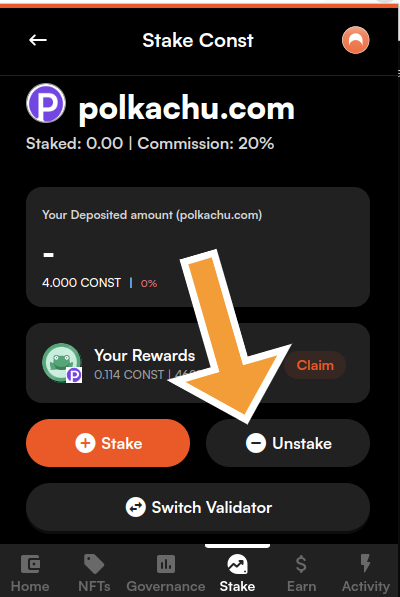 Stake Const
P polkachu.com
Staked: 0.00 | Commission: 20%
Your Deposited amount (polkachu.com)
-
4.000 CONST | 0%
Your Rewards
0.114 CONST |
Claim
Stake
Unstake
Switch Validator
Home NFTs Governance Stake Earn Activity